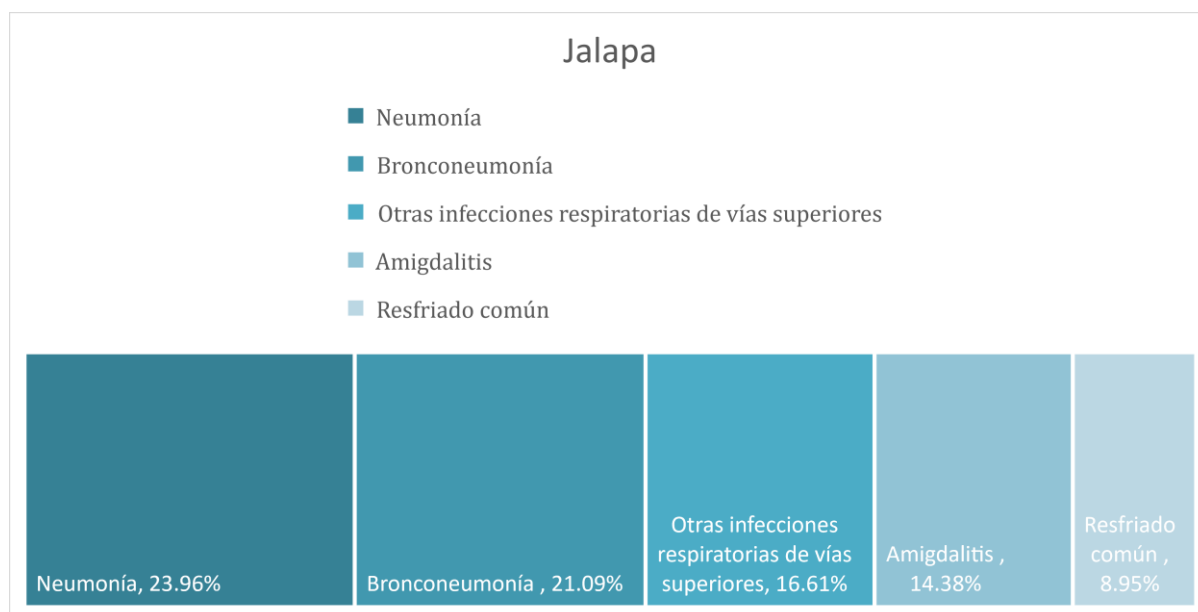 Jalapa
Neumonía
Bronconeumonía
Otras infecciones respiratorias de vías superiores
Amigdalitis
Resfriado común
Neumonía, 23.96%
Bronconeumonía , 21.09%
Otras infecciones
respiratorias de vías
superiores, 16.61%
Amigdalitis ,
14.38%
Resfriado
común ,
8.95%